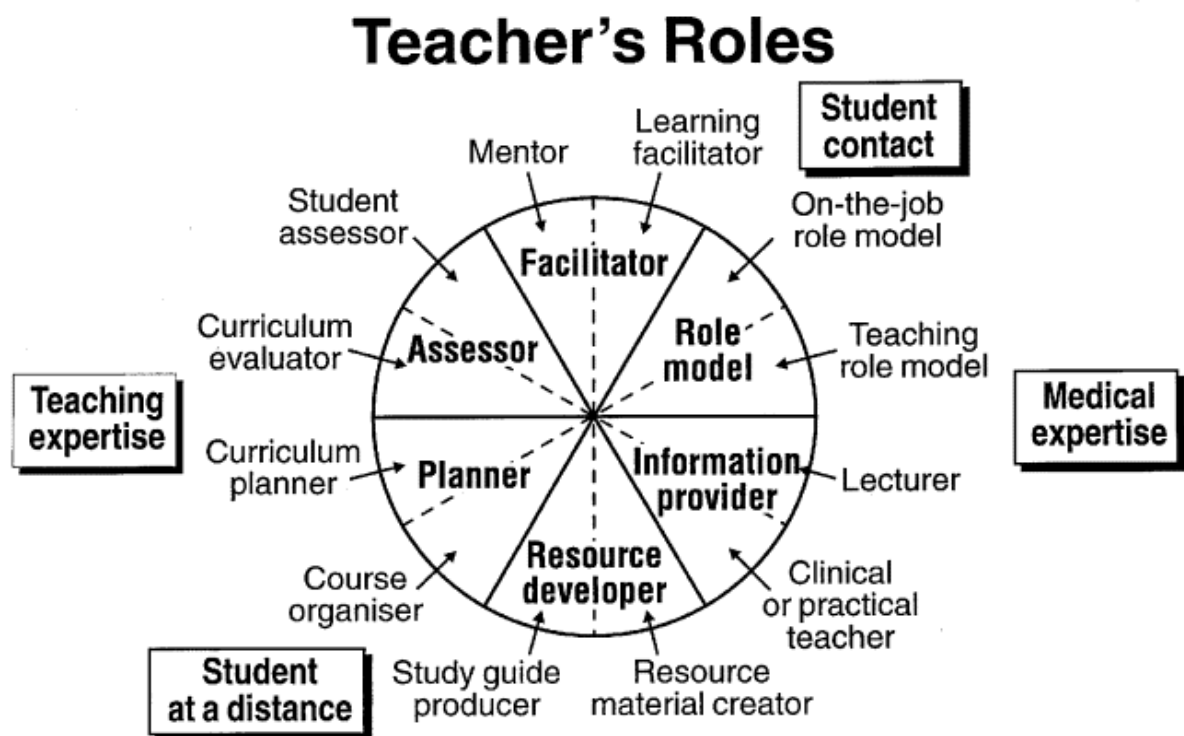 Teacher's Roles
Student
contact
Learning
facilitator
Mentor
On-the-job
role model
Student
assessor
Facilitator
Role
model
Teaching
role model
Curriculum
evaluator
Assessor
Teaching
expertise
Medical
expertise
Curriculum
planner
Planner
Information
provider
Lecturer
Resource
developer
Course
organiser
Clinical
or practical
teacher
Student
at a distance
Study guide
producer
Resource
material creator